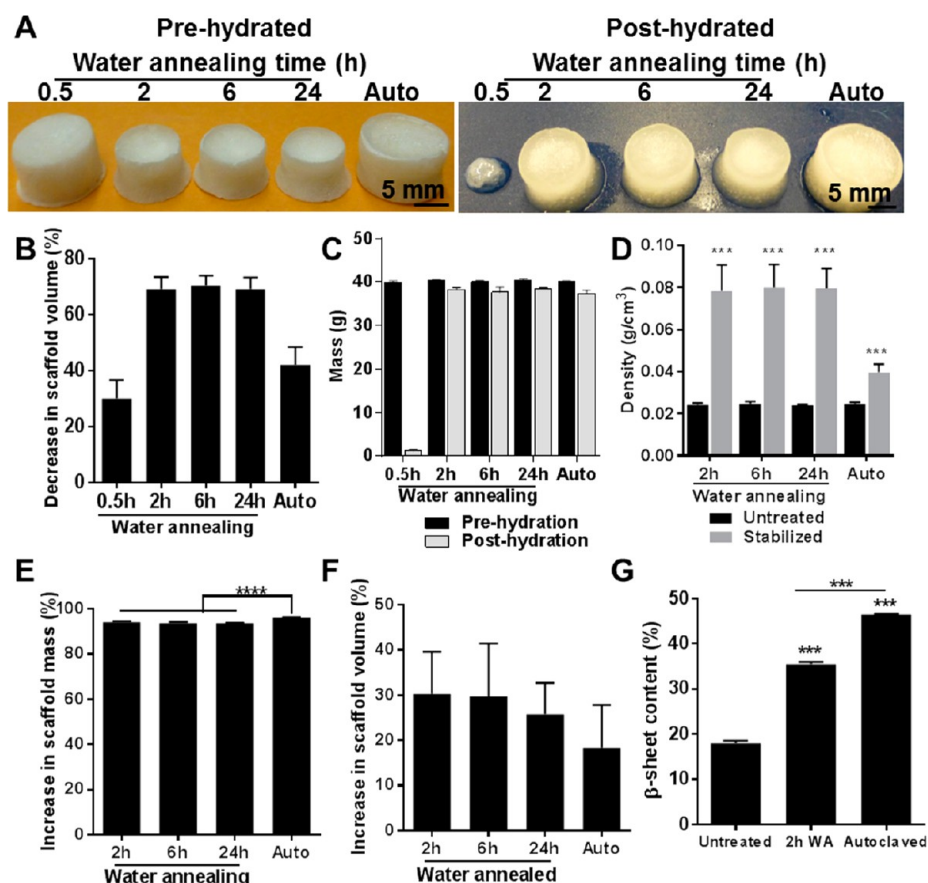 A
Pre-hydrated
Post-hydrated
Water annealing time (h)
Water annealing time (h)
0.5 2 6 24 Auto
0.5 2 6 24 Auto
5 mm
5 mm
B
Decrease in scaffold volume (%)
80
60
40
20
0
0.5h 2h 6h 24h Auto
Water annealing
C
Mass (g)
50
40
30
20
10
0
0.5h 2h 6h 24h Auto
Water annealing
Pre-hydration
Post-hydration
D
Density (g/cm³)
0.10
0.08
0.06
0.04
0.02
0.00
*** *** *** ***
2h 6h 24h Auto
Water annealing
Untreated
Stabilized
E
Increase in scaffold mass (%)
100
80
60
40
20
0
****
2h 6h 24h Auto
Water annealing
F
Increase in scaffold volume (%)
50
40
30
20
10
0
2h 6h 24h Auto
Water annealed
G
β-sheet content (%)
50
40
30
20
10
0
***
***
***
Untreated 2h WA Autoclaved